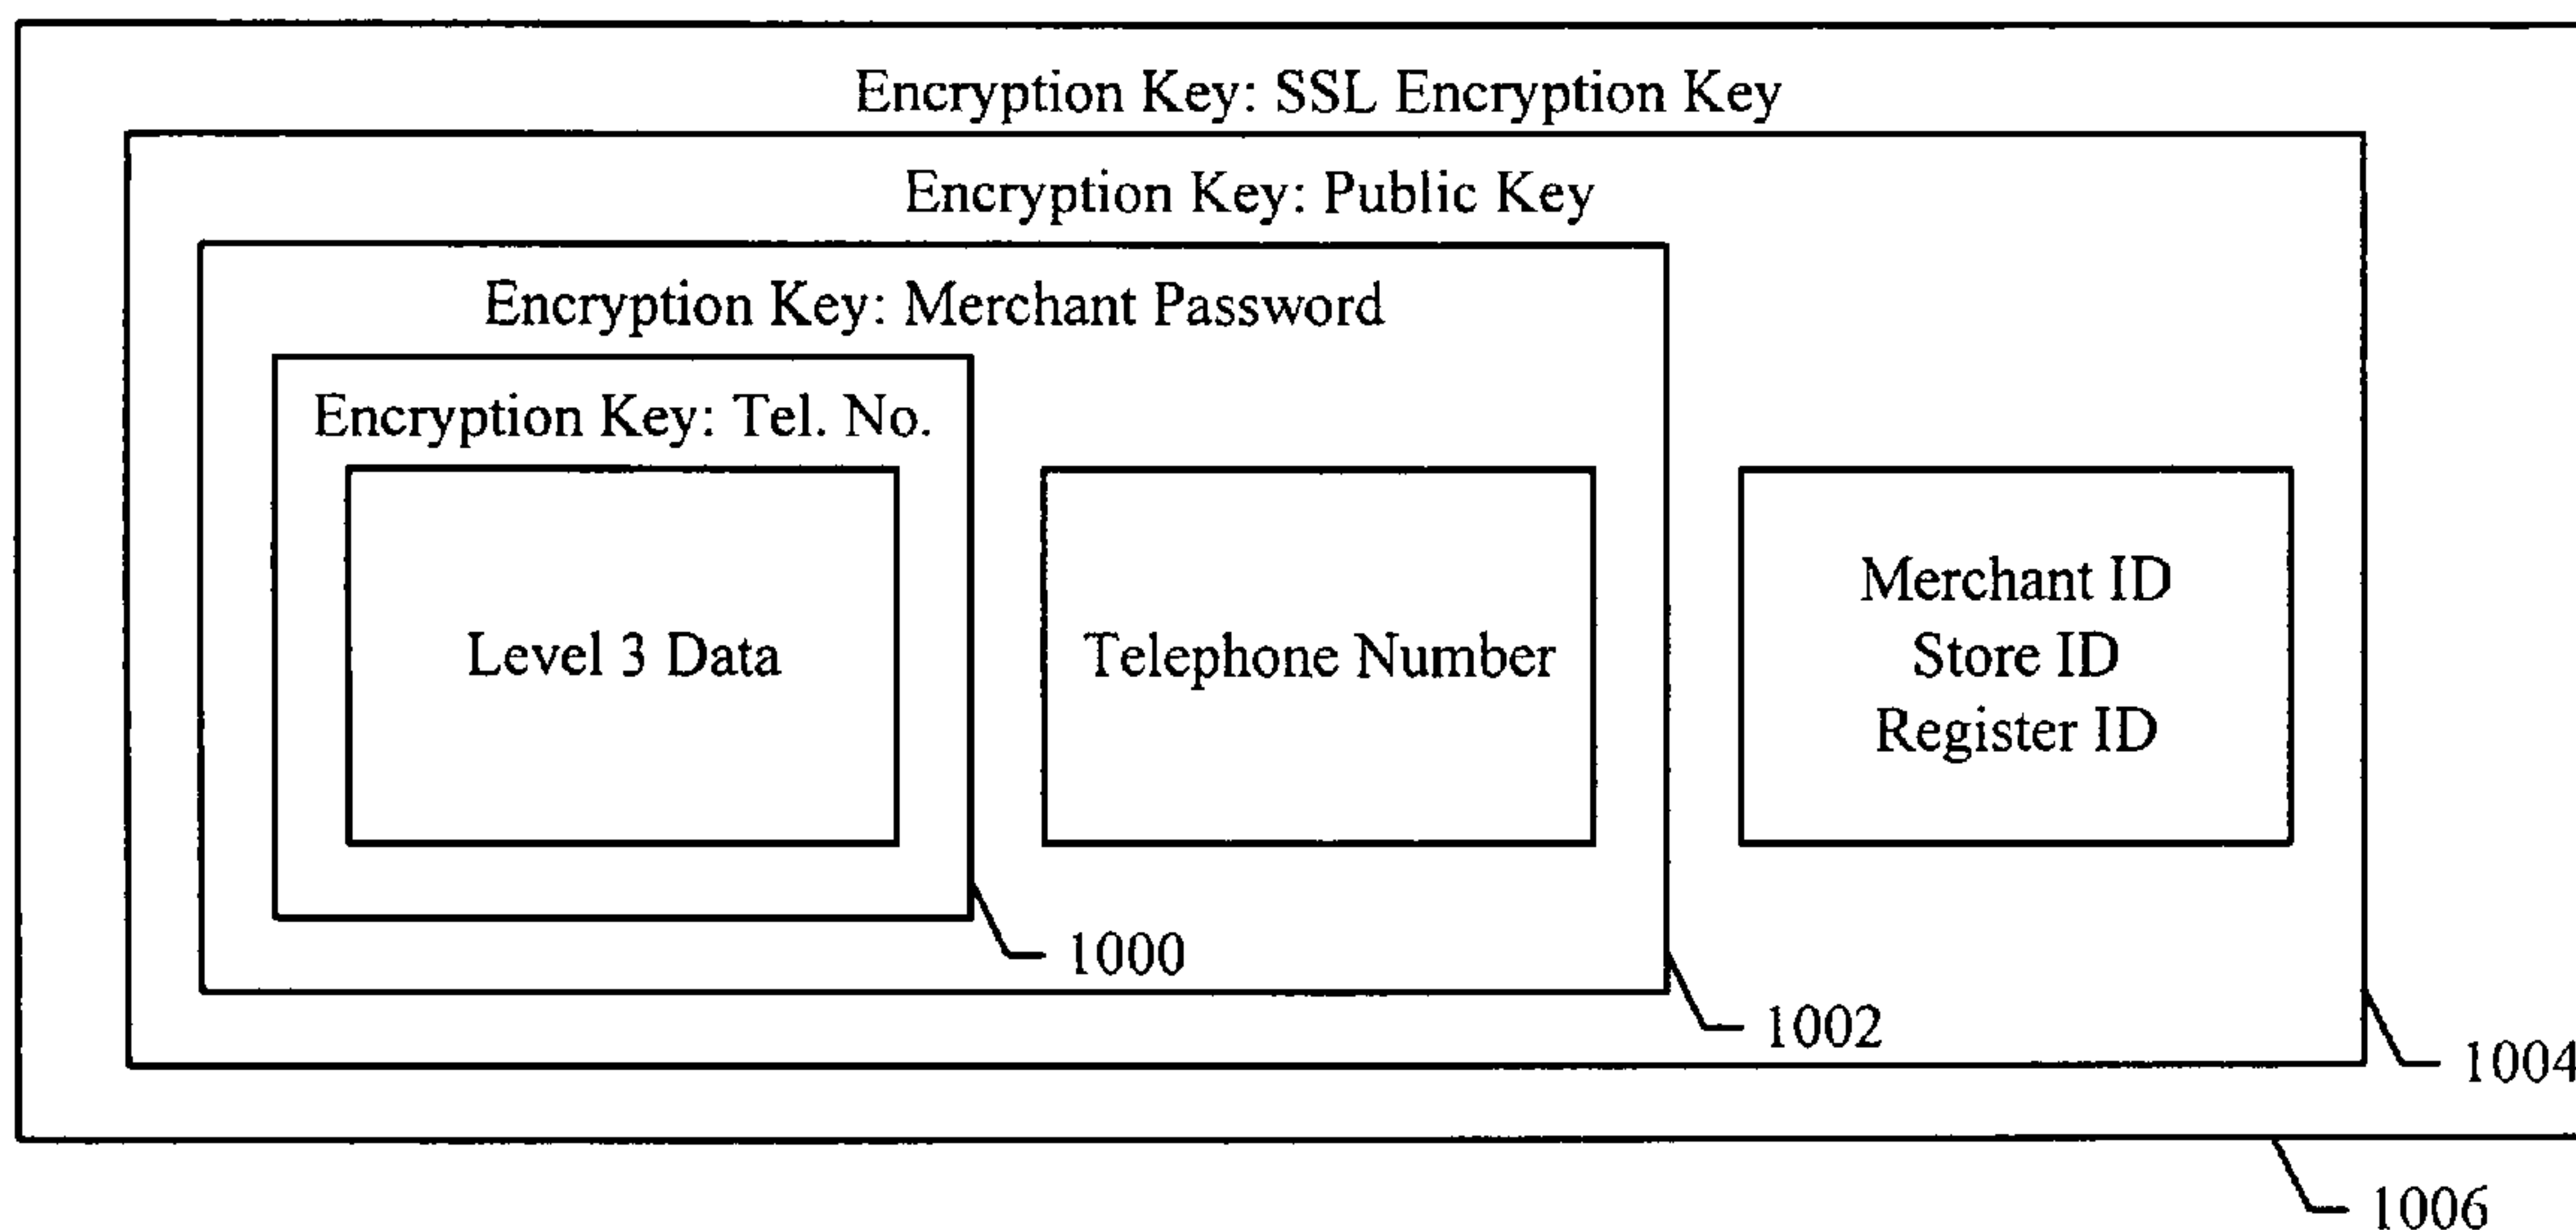 Encryption Key: SSL Encryption Key
Encryption Key: Public Key
Encryption Key: Merchant Password
Encryption Key: Tel. No.
Level 3 Data
Telephone Number
Merchant ID
Store ID
Register ID
1000
1002
1004
1006